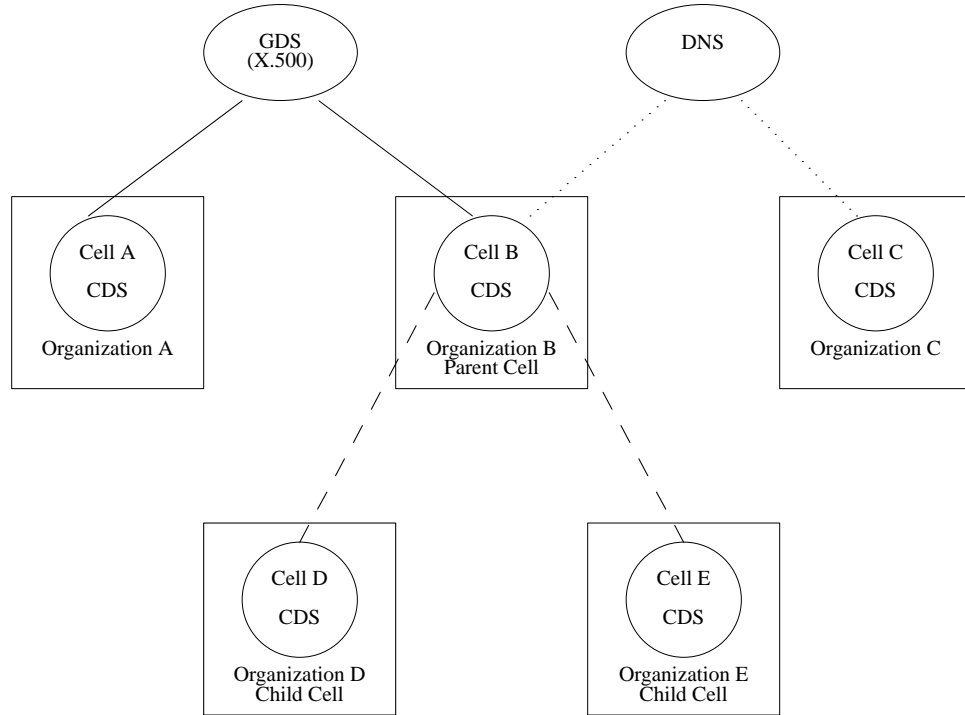 GDS
(X.500)
DNS
Cell A
CDS
Organization A
Cell B
CDS
Organization B
Parent Cell
Cell C
CDS
Organization C
Cell D
CDS
Organization D
Child Cell
Cell E
CDS
Organization E
Child Cell